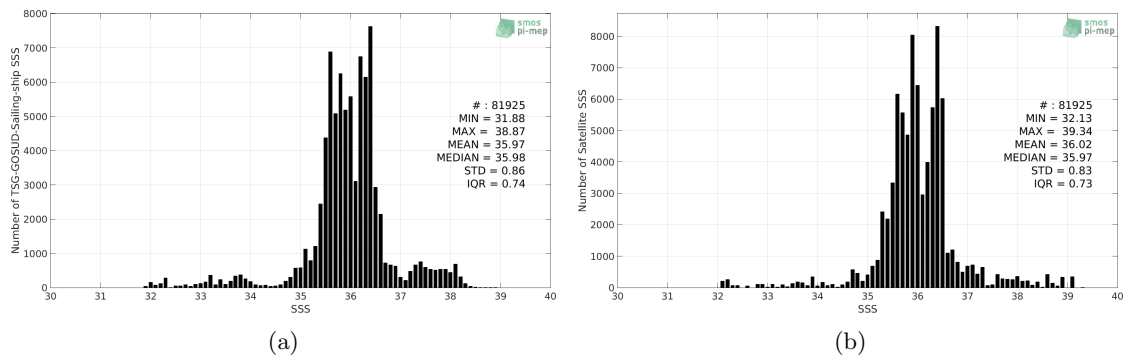 8000
7000
6000
5000
4000
3000
2000
1000
0
30 31 32 33 34 35 36 37 38 39 40
SSS
Number of TSG-GOSUD-Sailing-ship SSS
smos
pi-mep
# : 81925
MIN = 31.88
MAX = 38.87
MEAN = 35.97
MEDIAN = 35.98
STD = 0.86
IQR = 0.74
(a)
8000
7000
6000
5000
4000
3000
2000
1000
0
30 31 32 33 34 35 36 37 38 39 40
SSS
Number of Satellite SSS
smos
pi-mep
# : 81925
MIN = 32.13
MAX = 39.34
MEAN = 36.02
MEDIAN = 35.97
STD = 0.83
IQR = 0.73
(b)